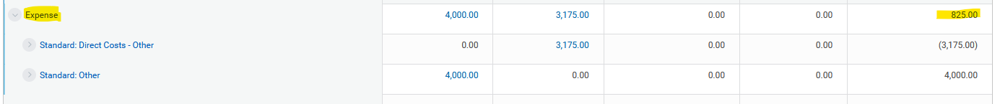 Expense 4,000.00 3,175.00 0.00 0.00 825.00
Standard: Direct Costs - Other 0.00 3,175.00 0.00 0.00 (3,175.00)
Standard: Other 4,000.00 0.00 0.00 0.00 4,000.00